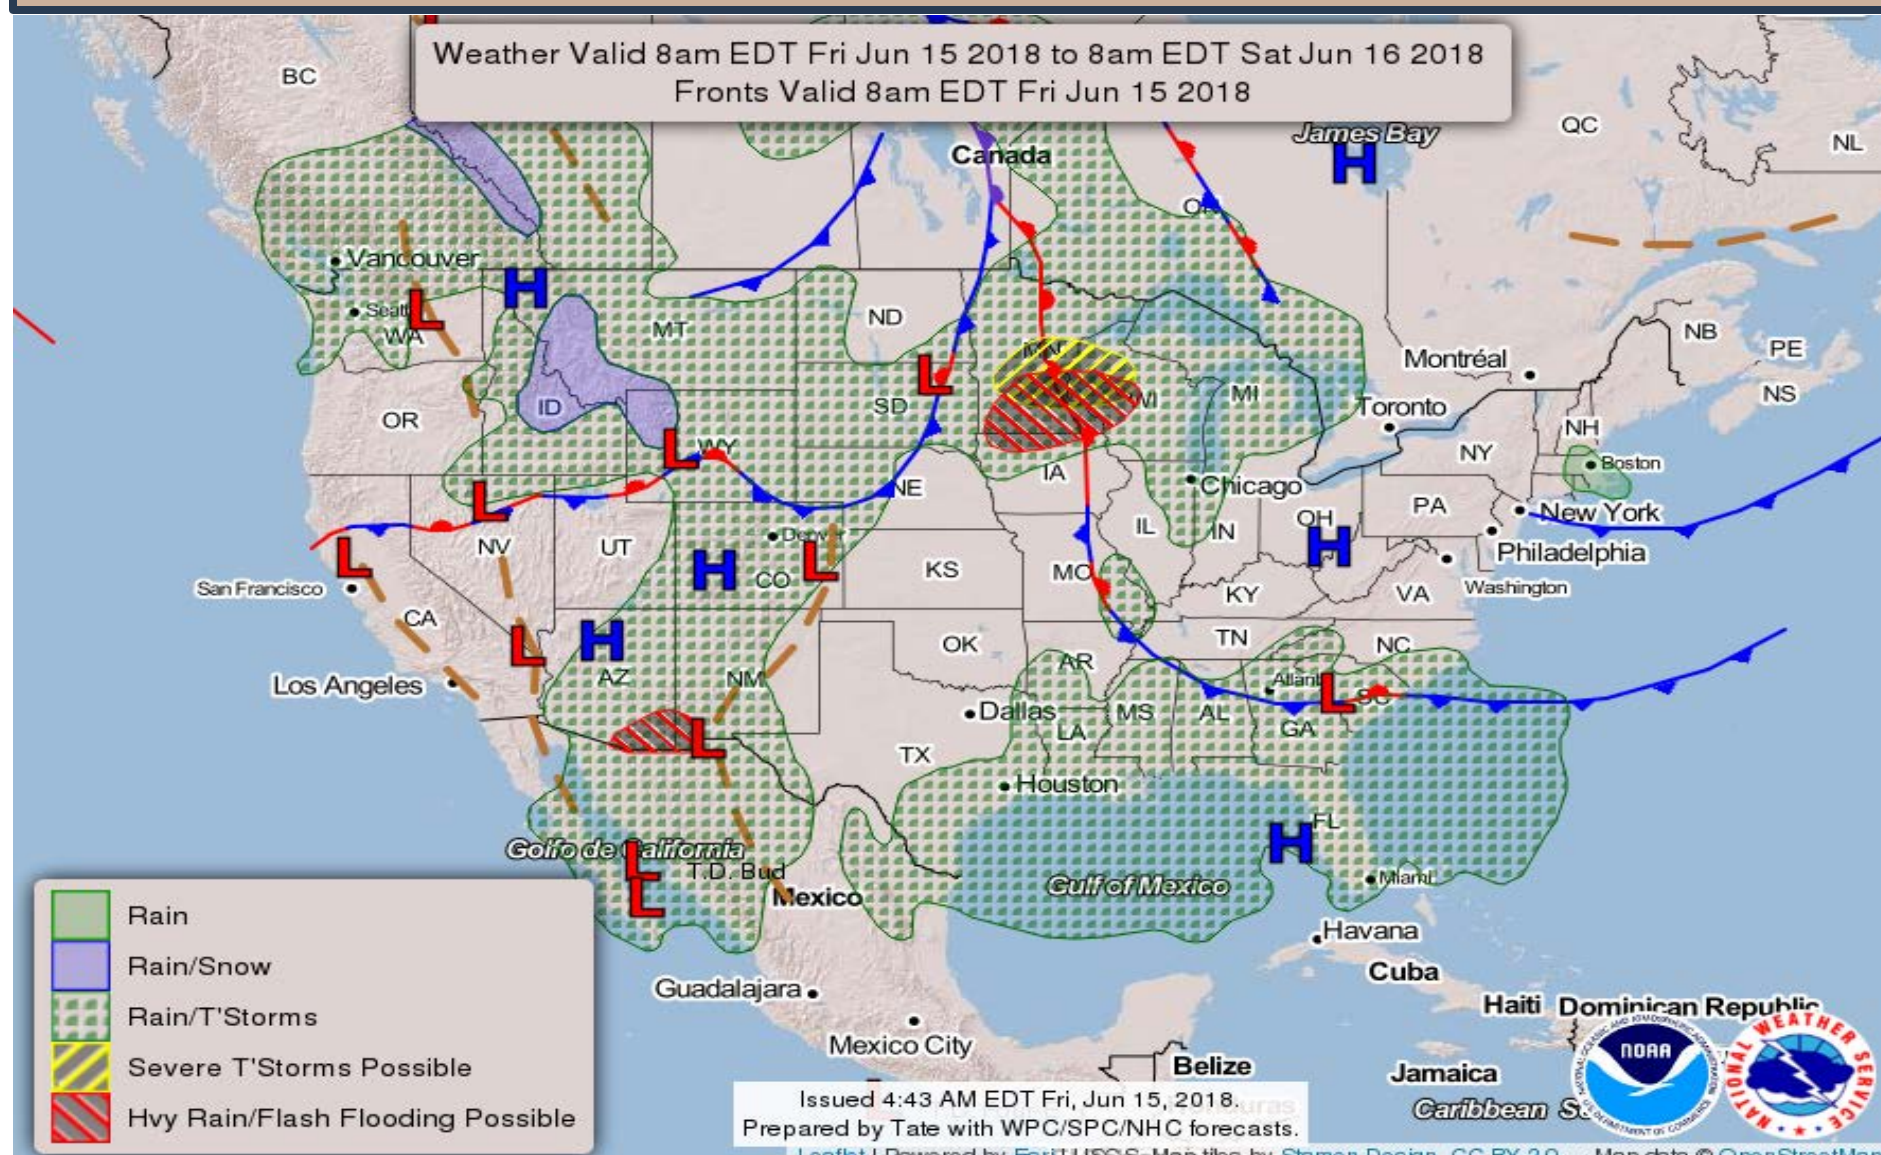 Weather Valid 8am EDT Fri Jun 15 2018 to 8am EDT Sat Jun 16 2018
Fronts Valid 8am EDT Fri Jun 15 2018
L
BC
James Bay
QC
NL
Canada
H
Vancouver
H
L
WA
MT
ND
NB
PE
Montréal
L
NS
OR
ID
SD
WI
MI
Toronto
NH
L
WY
NY
Boston
IA
L
NE
Chicago
PA
New York
IL
IN
OH
H
NV
UT
Philadelphia
L
H
CO
L
KS
MO
San Francisco
KY
VA
Washington
CA
L
H
OK
TN
NC
AR
Los Angeles
AZ
NM
L
SC
Dallas
MS
AL
LA
GA
L
TX
Houston
FL
H
Golfo de California
L
T.D. Bud
L
Mexico
Gulf of Mexico
Miami
Havana
Cuba
Guadalajara
Haiti
Dominican Republic
Mexico City
Belize
Jamaica
Caribbean
Rain
Rain/Snow
Rain/T'Storms
Severe T'Storms Possible
Hvy Rain/Flash Flooding Possible
NOAA
NATIONAL WEATHER SERVICE
Issued 4:43 AM EDT Fri, Jun 15, 2018.
Prepared by Tate with WPC/SPC/NHC forecasts.